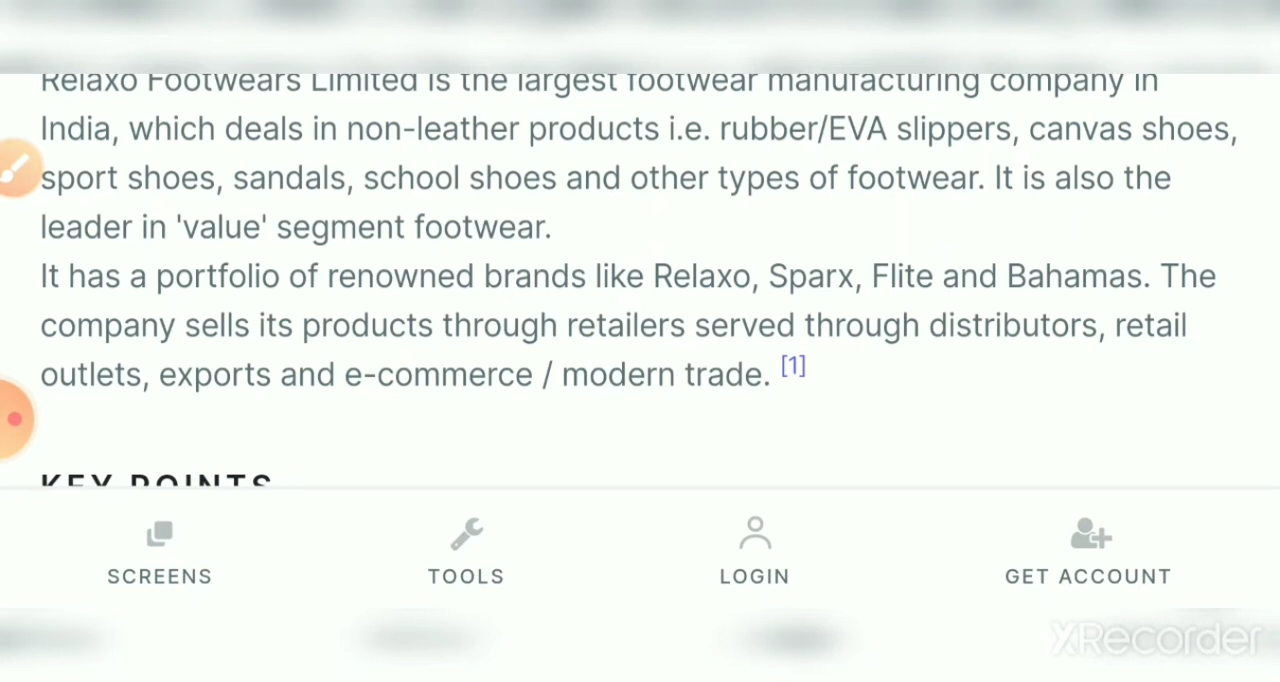 Relaxo Footwears Limited is the largest footwear manufacturing company in
India, which deals in non-leather products i.e. rubber/EVA slippers, canvas shoes,
sport shoes, sandals, school shoes and other types of footwear. It is also the
leader in 'value' segment footwear.
It has a portfolio of renowned brands like Relaxo, Sparx, Flite and Bahamas. The
company sells its products through retailers served through distributors, retail
outlets, exports and e-commerce / modern trade. [1]
KEY POINTS
SCREENS
TOOLS
LOGIN
GET ACCOUNT
XRecorder